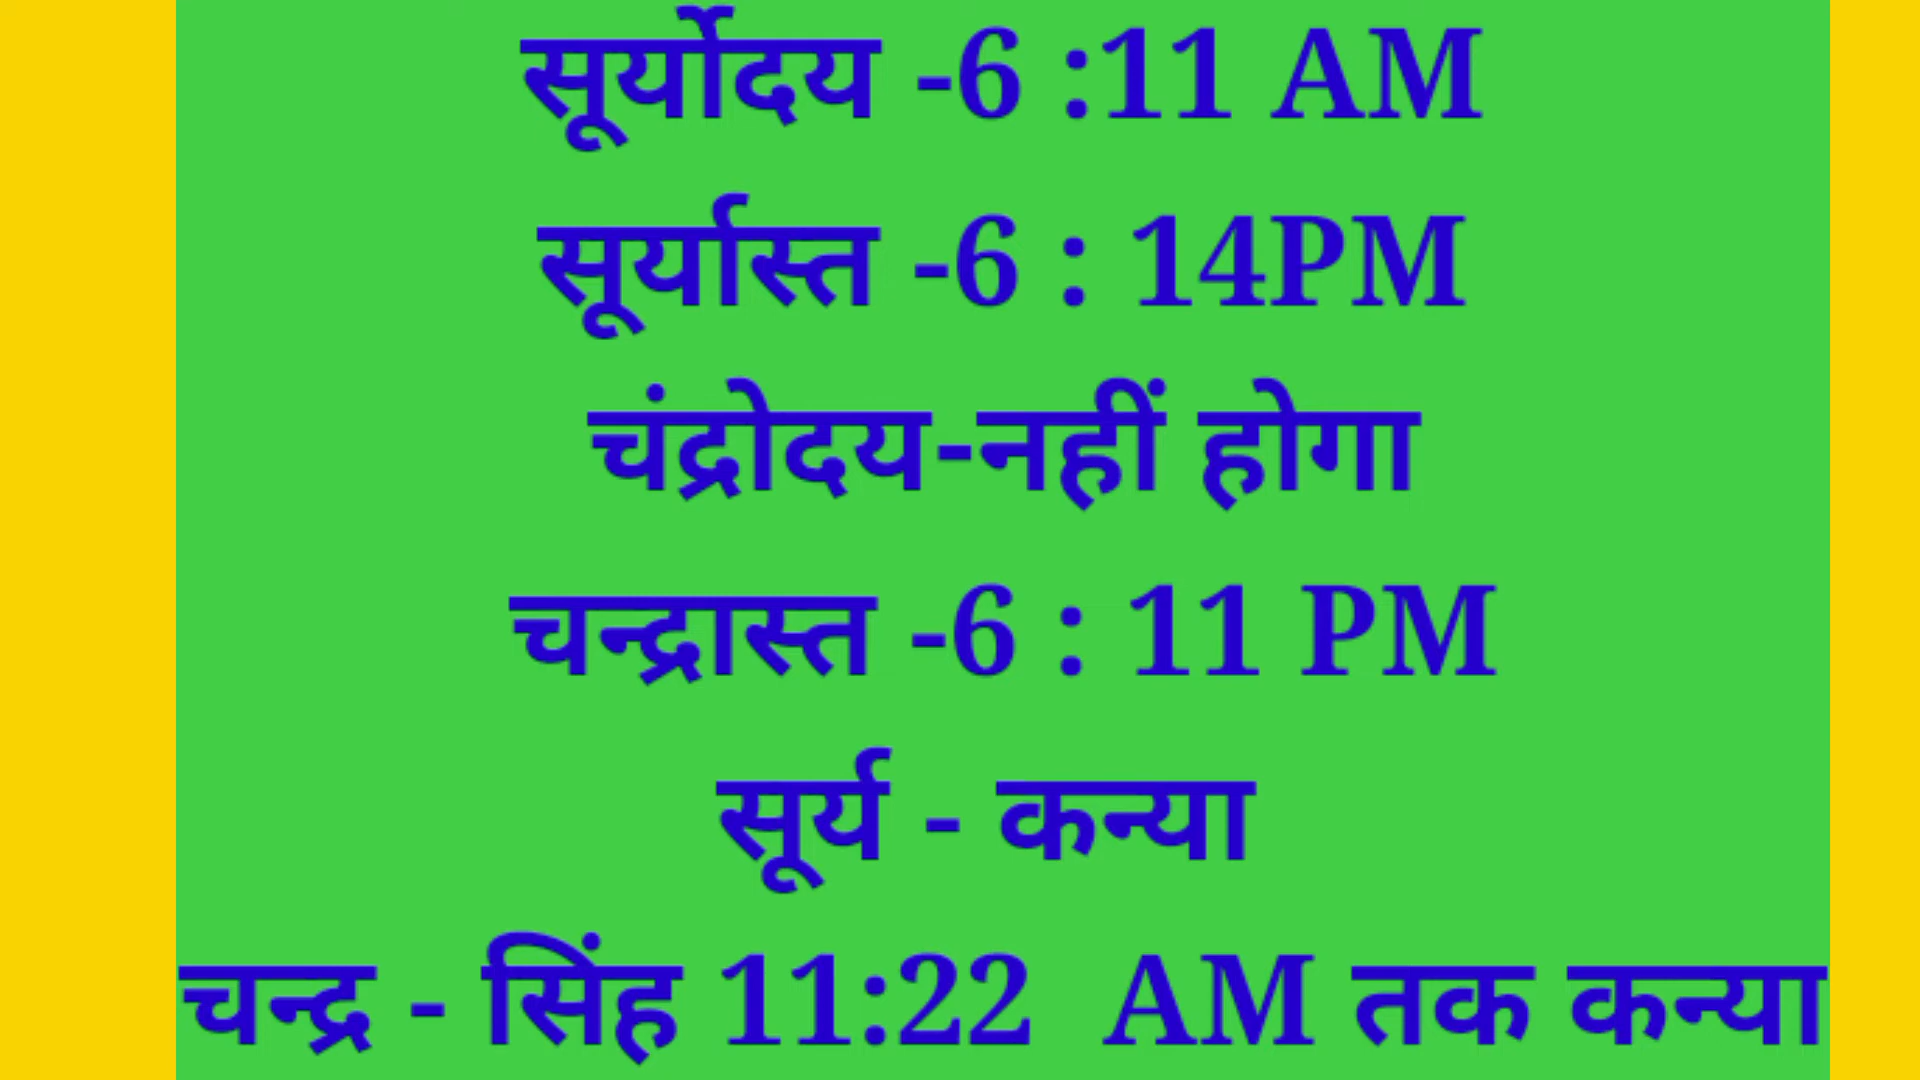 सूर्योदय -6 :11 AM
सूर्यास्त -6 : 14PM
चंद्रोदय-नहीं होगा
चन्द्रास्त -6 : 11 PM
सूर्य - कन्या
चन्द्र - सिंह 11:22 AM तक कन्या